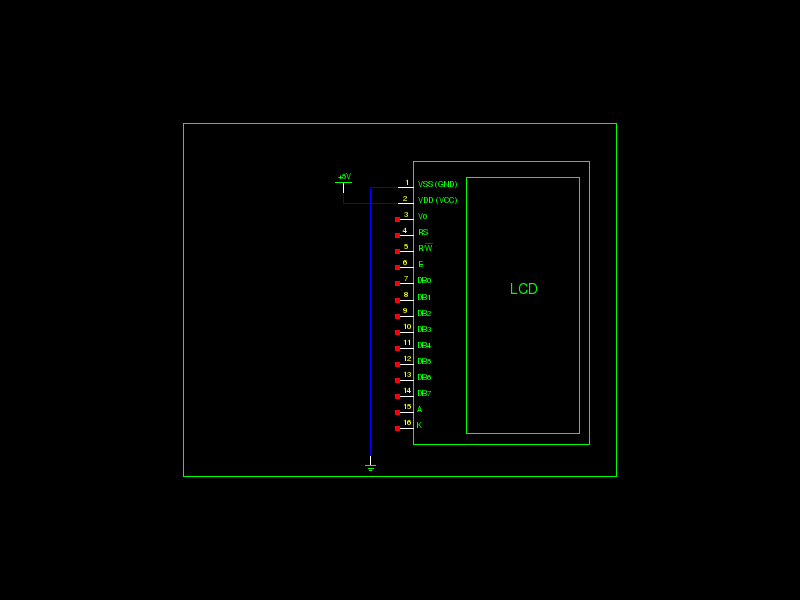 +5V
1 VSS (GND)
2 VDD (VCC)
3 Vo
4 RS
5 R/W
6 E
7 DB0
8 DB1
9 DB2
10 DB3
11 DB4
12 DB5
13 DB6
14 DB7
15 A
16 K
LCD